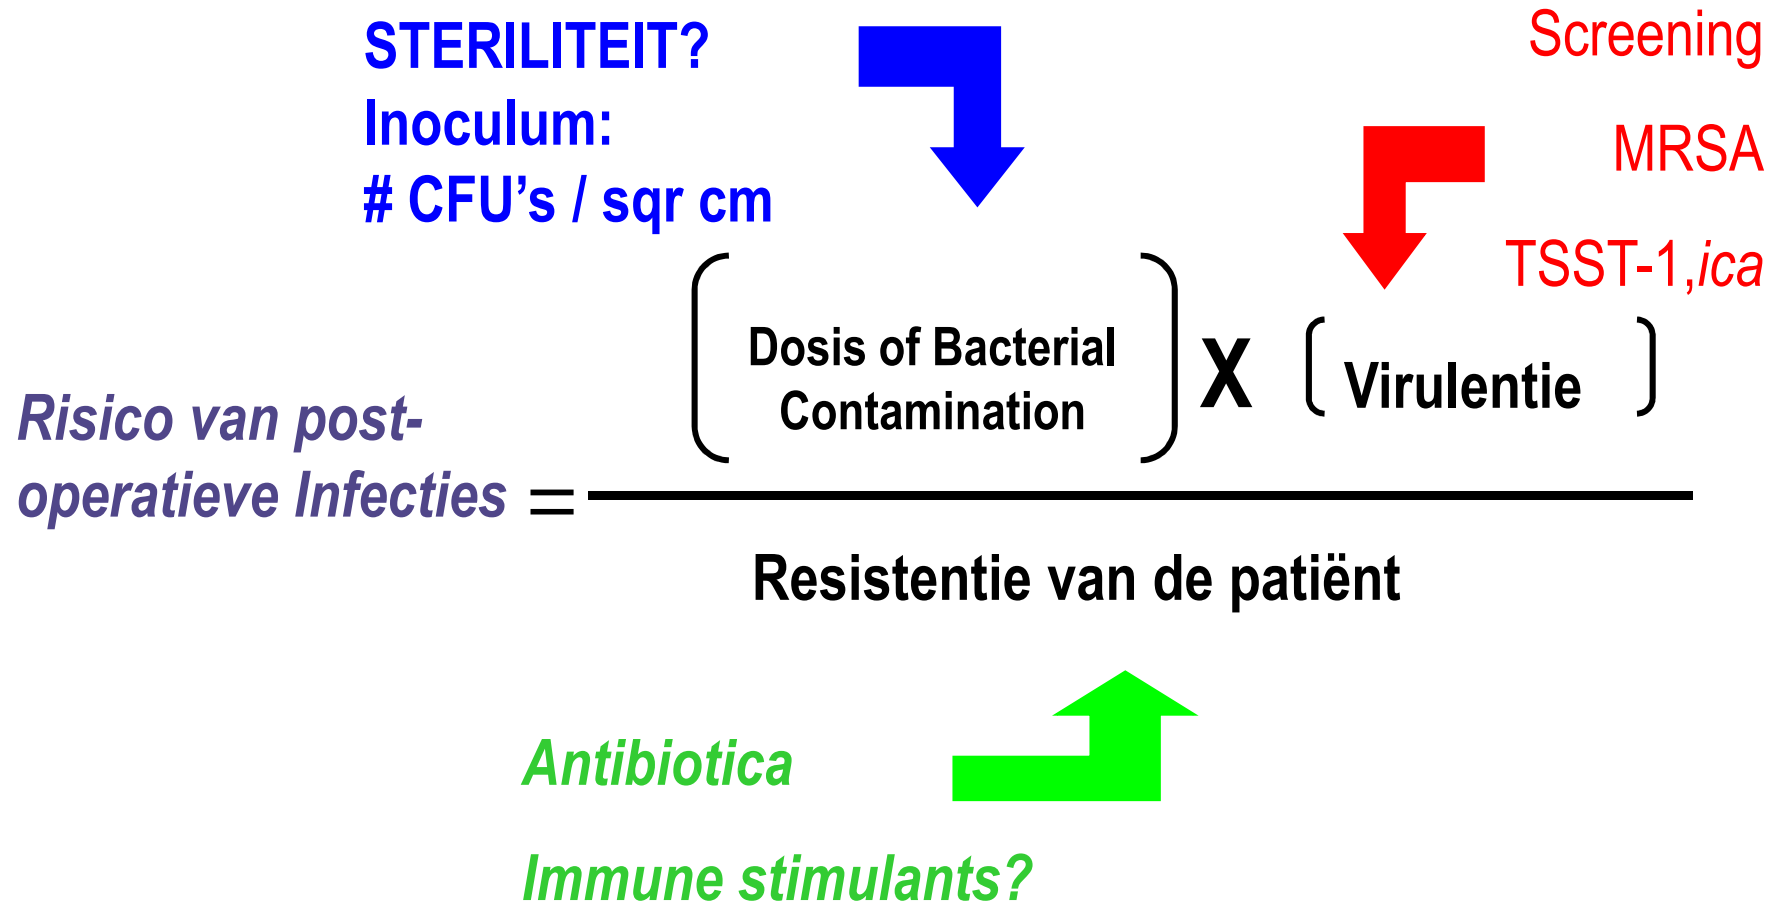 STERILITEIT?
Inoculum:
# CFU’s / sqr cm
Screening
MRSA
TSST-1,ica
Dosis of Bacterial
Contamination
X
Virulentie
Risico van post-
operatieve Infecties
=
Resistentie van de patiënt
Antibiotica
Immune stimulants?